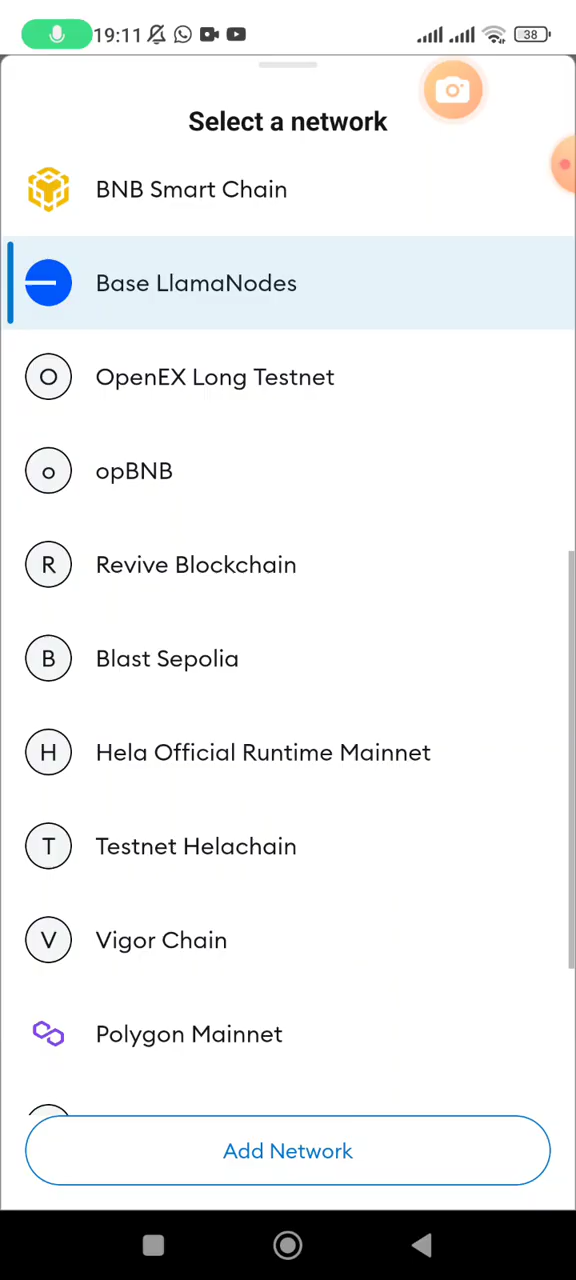 19:11
38
Select a network
BNB Smart Chain
Base LlamaNodes
O OpenEX Long Testnet
o opBNB
R Revive Blockchain
B Blast Sepolia
H Hela Official Runtime Mainnet
T Testnet Helachain
V Vigor Chain
Polygon Mainnet
Add Network